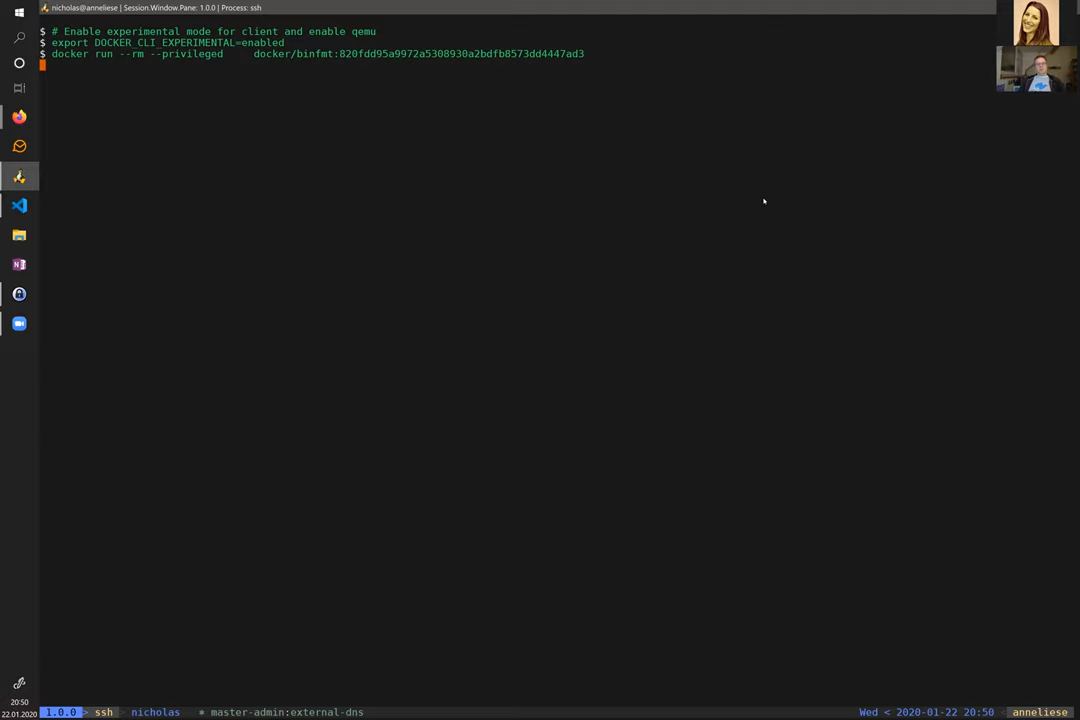 nicholas@anneliese | Session.Window.Pane: 1.0.0 | Process: ssh
$ # Enable experimental mode for client and enable qemu
$ export DOCKER_CLI_EXPERIMENTAL=enabled
$ docker run --rm --privileged     docker/binfmt:820fdd95a9972a5308930a2bdfb8573dd4447ad3
20:50
22.01.2020
1.0.0 > ssh > nicholas * master-admin:external-dns
Wed < 2020-01-22 20:50 < anneliese